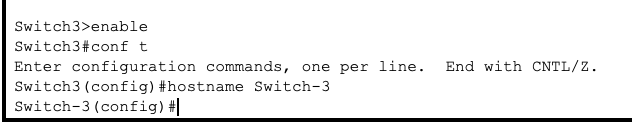 Switch3>enable
Switch3#conf t
Enter configuration commands, one per line.  End with CNTL/Z.
Switch3(config)#hostname Switch-3
Switch-3(config)#